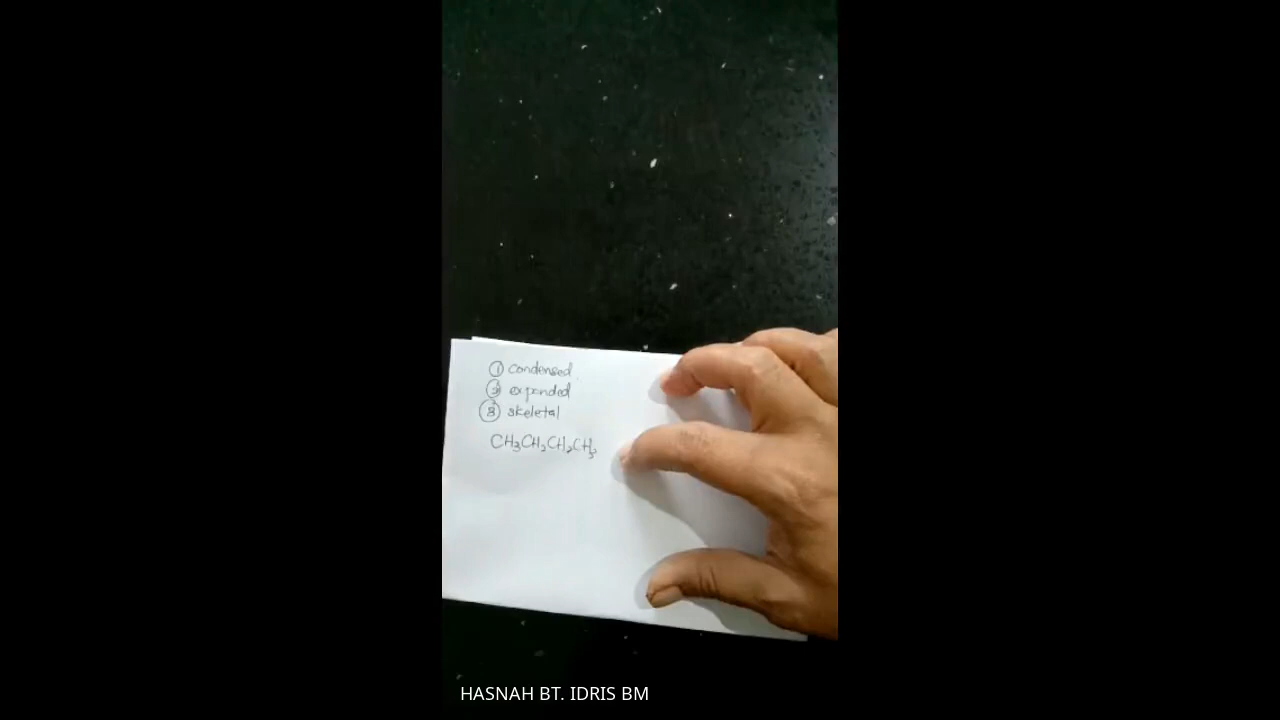 ① condensed
② expanded
③ skeletal
CH₃CH₂CH₂CH₃
HASNAH BT. IDRIS BM